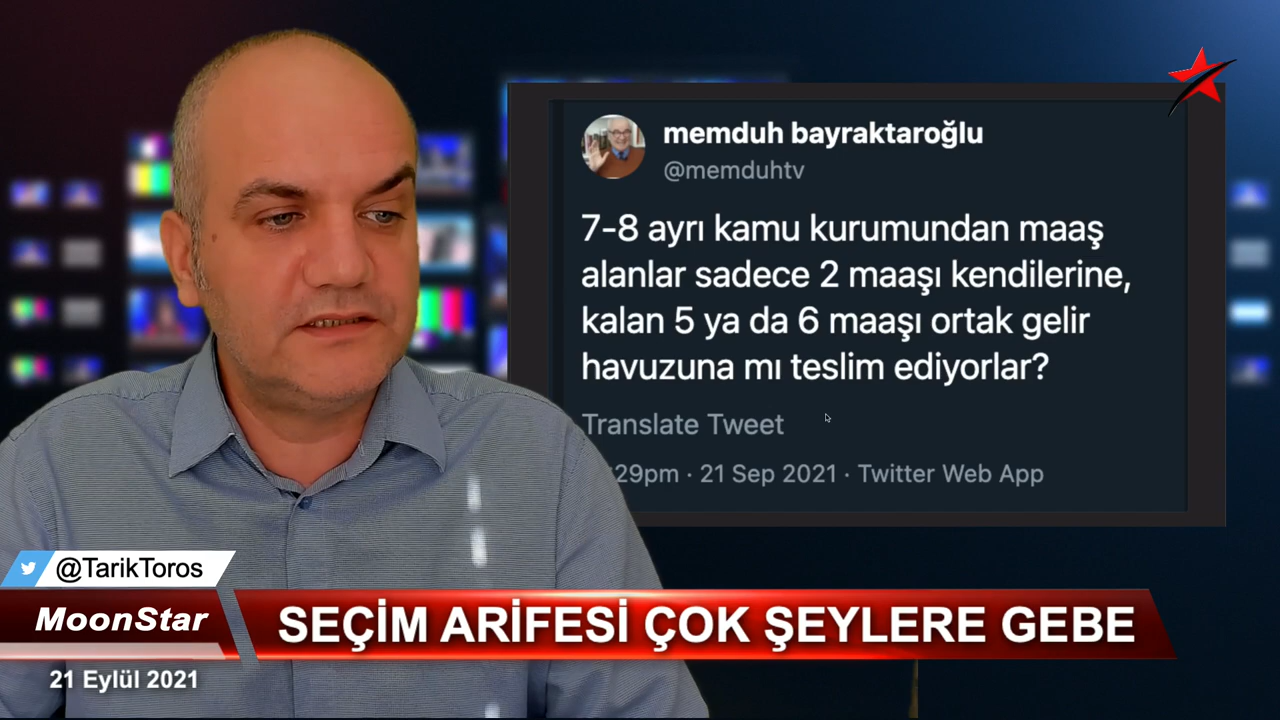 memduh bayraktaroğlu
@memduhtv
7-8 ayrı kamu kurumundan maaş
alanlar sadece 2 maaşı kendilerine,
kalan 5 ya da 6 maaşı ortak gelir
havuzuna mı teslim ediyorlar?
Translate Tweet
:29pm · 21 Sep 2021 · Twitter Web App
@TarikToros
MoonStar
SEÇİM ARİFESİ ÇOK ŞEYLERE GEBE
21 Eylül 2021